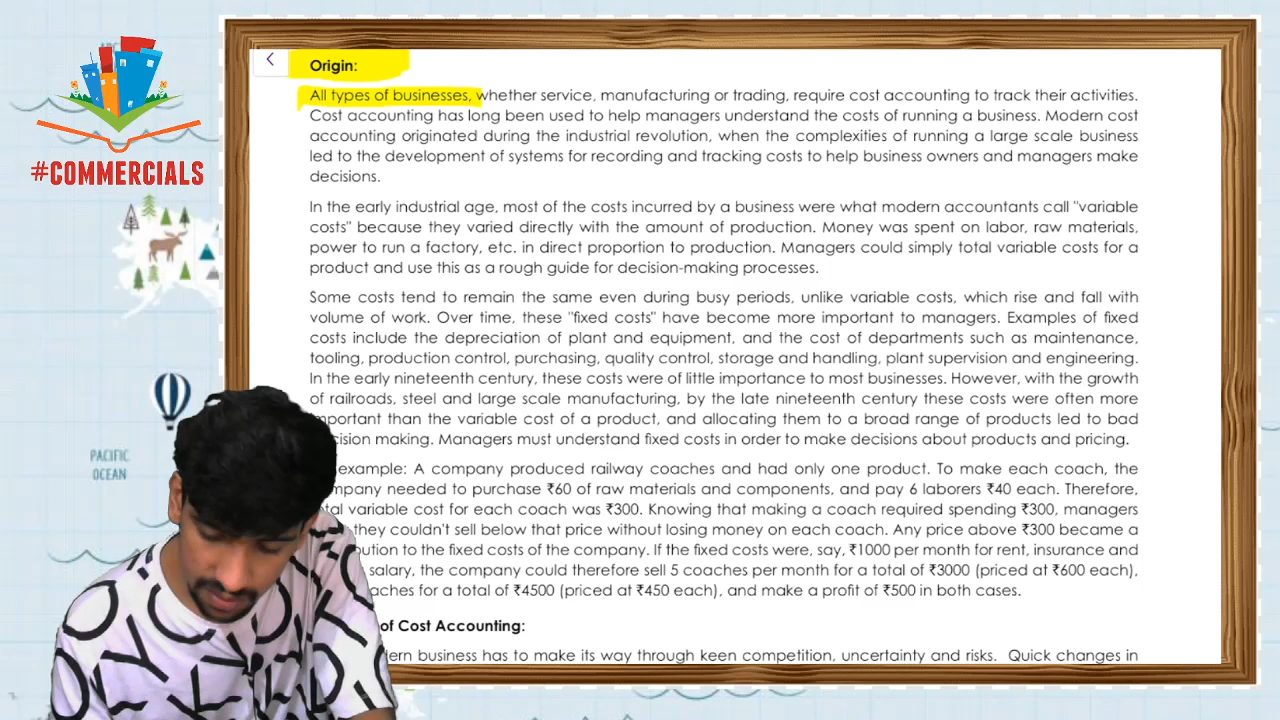 #COMMERCIALS
PACIFIC
OCEAN
Origin:
All types of businesses, whether service, manufacturing or trading, require cost accounting to track their activities.
Cost accounting has long been used to help managers understand the costs of running a business. Modern cost
accounting originated during the industrial revolution, when the complexities of running a large scale business
led to the development of systems for recording and tracking costs to help business owners and managers make
decisions.
In the early industrial age, most of the costs incurred by a business were what modern accountants call "variable
costs" because they varied directly with the amount of production. Money was spent on labor, raw materials,
power to run a factory, etc. in direct proportion to production. Managers could simply total variable costs for a
product and use this as a rough guide for decision-making processes.
Some costs tend to remain the same even during busy periods, unlike variable costs, which rise and fall with
volume of work. Over time, these "fixed costs" have become more important to managers. Examples of fixed
costs include the depreciation of plant and equipment, and the cost of departments such as maintenance,
tooling, production control, purchasing, quality control, storage and handling, plant supervision and engineering.
In the early nineteenth century, these costs were of little importance to most businesses. However, with the growth
of railroads, steel and large scale manufacturing, by the late nineteenth century these costs were often more
important than the variable cost of a product, and allocating them to a broad range of products led to bad
cision making. Managers must understand fixed costs in order to make decisions about products and pricing.
example: A company produced railway coaches and had only one product. To make each coach, the
mpany needed to purchase ₹60 of raw materials and components, and pay 6 laborers ₹40 each. Therefore,
tal variable cost for each coach was ₹300. Knowing that making a coach required spending ₹300, managers
they couldn't sell below that price without losing money on each coach. Any price above ₹300 became a
bution to the fixed costs of the company. If the fixed costs were, say, ₹1000 per month for rent, insurance and
salary, the company could therefore sell 5 coaches per month for a total of ₹3000 (priced at ₹600 each),
aches for a total of ₹4500 (priced at ₹450 each), and make a profit of ₹500 in both cases.
of Cost Accounting:
ern business has to make its way through keen competition, uncertainty and risks. Quick changes in